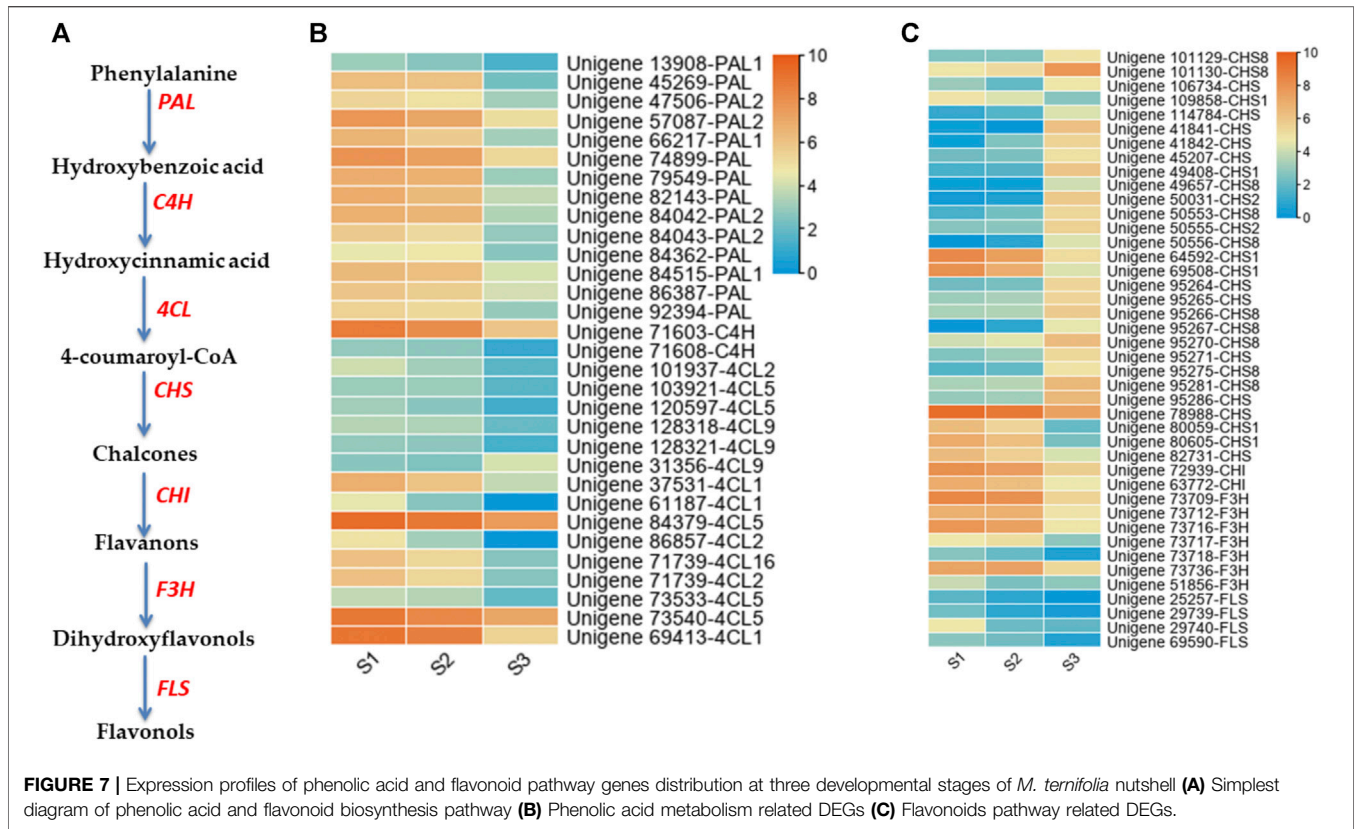 A
Phenylalanine
PAL
Hydroxybenzoic acid
C4H
Hydroxycinnamic acid
4CL
4-coumaroyl-CoA
CHS
Chalcones
CHI
Flavanons
F3H
Dihydroxyflavonols
FLS
Flavonols
B
Unigene 13908-PAL1
Unigene 45269-PAL
Unigene 47506-PAL2
Unigene 57087-PAL2
Unigene 66217-PAL1
Unigene 74899-PAL
Unigene 79549-PAL
Unigene 82143-PAL
Unigene 84042-PAL2
Unigene 84043-PAL2
Unigene 84362-PAL
Unigene 84515-PAL1
Unigene 86387-PAL
Unigene 92394-PAL
Unigene 71603-C4H
Unigene 71608-C4H
Unigene 101937-4CL2
Unigene 103921-4CL5
Unigene 120597-4CL5
Unigene 128318-4CL9
Unigene 128321-4CL9
Unigene 31356-4CL9
Unigene 37531-4CL1
Unigene 61187-4CL1
Unigene 84379-4CL5
Unigene 86857-4CL2
Unigene 71739-4CL16
Unigene 71739-4CL2
Unigene 73533-4CL5
Unigene 73540-4CL5
Unigene 69413-4CL1
S1
S2
S3
10
8
6
4
2
0
C
Unigene 101129-CHS8
Unigene 101130-CHS8
Unigene 106734-CHS
Unigene 109858-CHS1
Unigene 114784-CHS
Unigene 41841-CHS
Unigene 41842-CHS
Unigene 45207-CHS
Unigene 49408-CHS1
Unigene 49657-CHS8
Unigene 50031-CHS2
Unigene 50553-CHS8
Unigene 50555-CHS2
Unigene 50556-CHS8
Unigene 64592-CHS1
Unigene 69508-CHS1
Unigene 95264-CHS
Unigene 95265-CHS
Unigene 95266-CHS8
Unigene 95267-CHS8
Unigene 95270-CHS8
Unigene 95271-CHS
Unigene 95275-CHS8
Unigene 95281-CHS8
Unigene 95286-CHS
Unigene 78988-CHS
Unigene 80059-CHS1
Unigene 80605-CHS1
Unigene 82731-CHS
Unigene 72939-CHI
Unigene 63772-CHI
Unigene 73709-F3H
Unigene 73712-F3H
Unigene 73716-F3H
Unigene 73717-F3H
Unigene 73718-F3H
Unigene 73736-F3H
Unigene 51856-F3H
Unigene 25257-FLS
Unigene 29739-FLS
Unigene 29740-FLS
Unigene 69590-FLS
S1
S2
S3
10
8
6
4
2
0
FIGURE 7 | Expression profiles of phenolic acid and flavonoid pathway genes distribution at three developmental stages of M. ternifolia nutshell (A) Simplest
diagram of phenolic acid and flavonoid biosynthesis pathway (B) Phenolic acid metabolism related DEGs (C) Flavonoids pathway related DEGs.